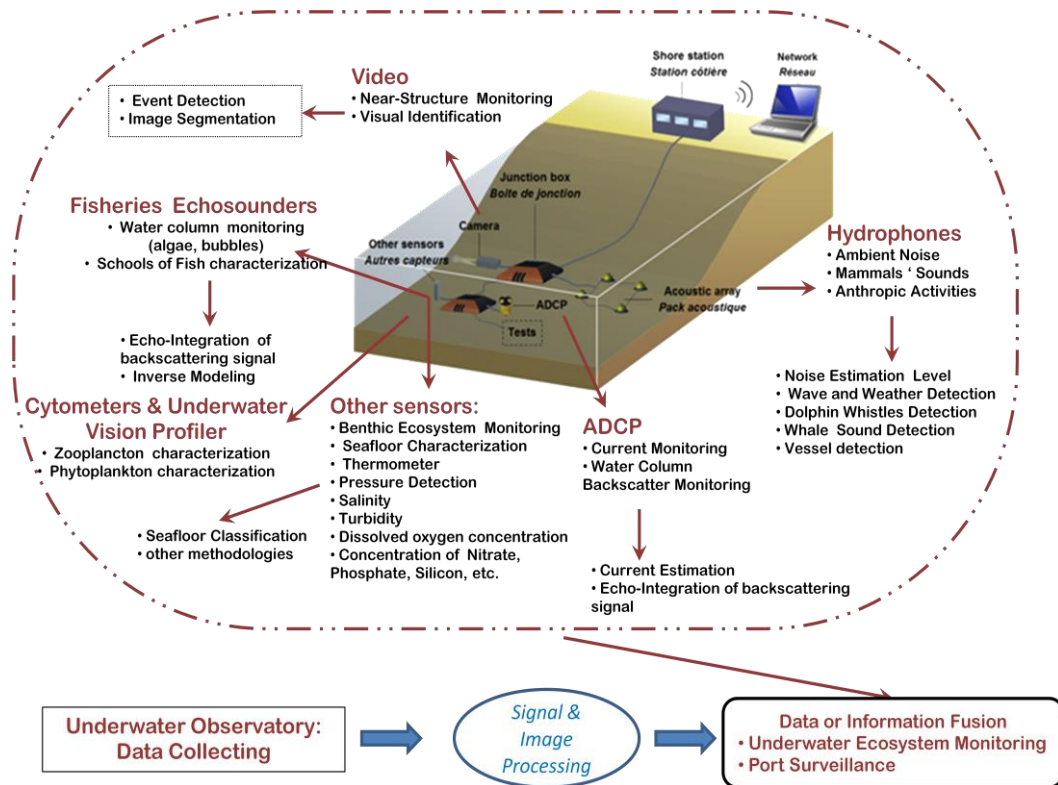 Shore station
Station côtière
Network
Réseau
Video
• Near-Structure Monitoring
• Visual Identification
• Event Detection
• Image Segmentation
Junction box
Boite de jonction
Camera
Other sensors
Autres capteurs
ADCP
Tests
Acoustic array
Pack acoustique
Fisheries Echosounders
• Water column monitoring
(algae, bubbles)
• Schools of Fish characterization
• Echo-Integration of
backscattering signal
• Inverse Modeling
Hydrophones
• Ambient Noise
• Mammals ‘ Sounds
• Anthropic Activities
• Noise Estimation Level
• Wave and Weather Detection
• Dolphin Whistles Detection
• Whale Sound Detection
• Vessel detection
Cytometers & Underwater
Vision Profiler
• Zooplancton characterization
• Phytoplankton characterization
Other sensors:
• Benthic Ecosystem Monitoring
• Seafloor Characterization
• Thermometer
• Pressure Detection
• Salinity
• Turbidity
• Dissolved oxygen concentration
• Concentration of Nitrate,
Phosphate, Silicon, etc.
• Seafloor Classification
• other methodologies
ADCP
• Current Monitoring
• Water Column
Backscatter Monitoring
• Current Estimation
• Echo-Integration of backscattering
signal
Underwater Observatory:
Data Collecting
Signal &
Image
Processing
Data or Information Fusion
• Underwater Ecosystem Monitoring
• Port Surveillance